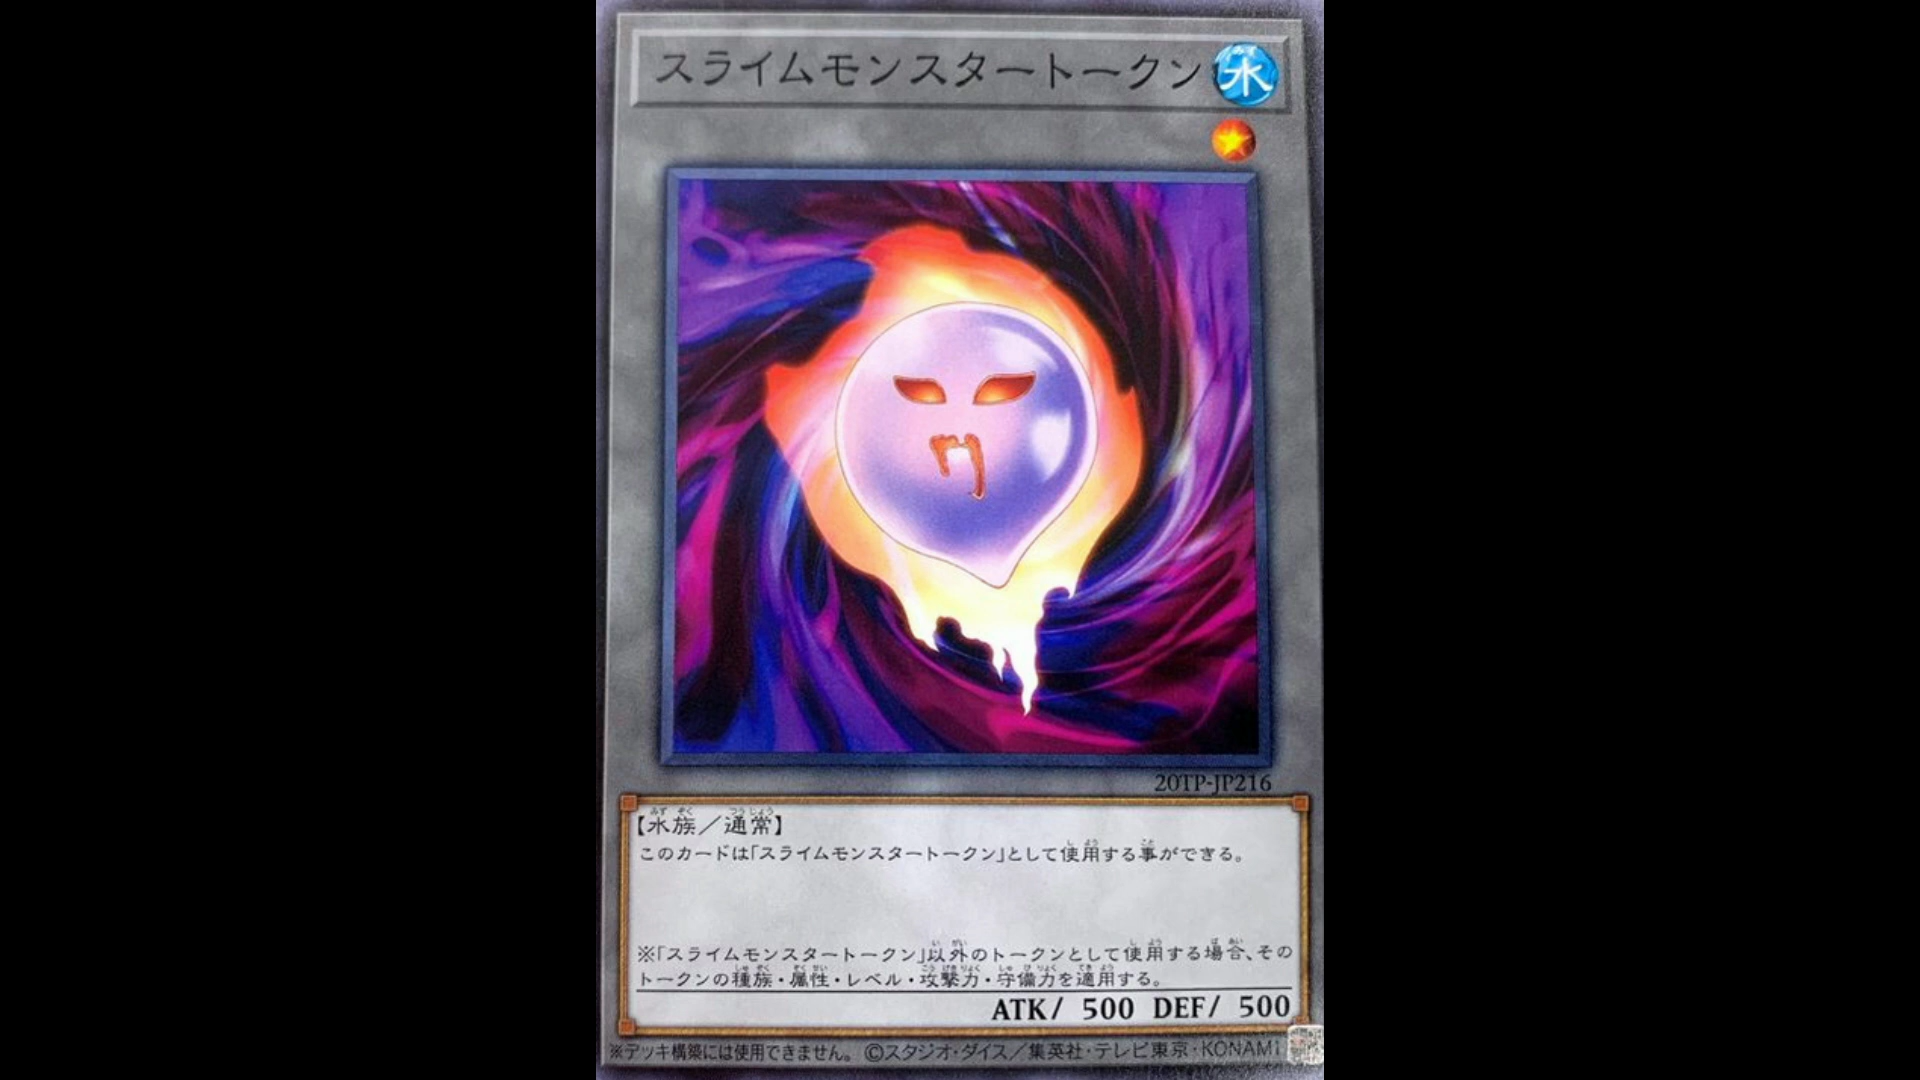 スライムモンスタートークン
水
20TP-JP216
【水族／通常】
このカードは「スライムモンスタートークン」として使用する事ができる。
※「スライムモンスタートークン」以外のトークンとして使用する場合、その
トークンの種族・属性・レベル・攻撃力・守備力を適用する。
ATK/ 500 DEF/ 500
※デッキ構築には使用できません。 ©スタジオ・ダイス／集英社・テレビ東京・KONAMI